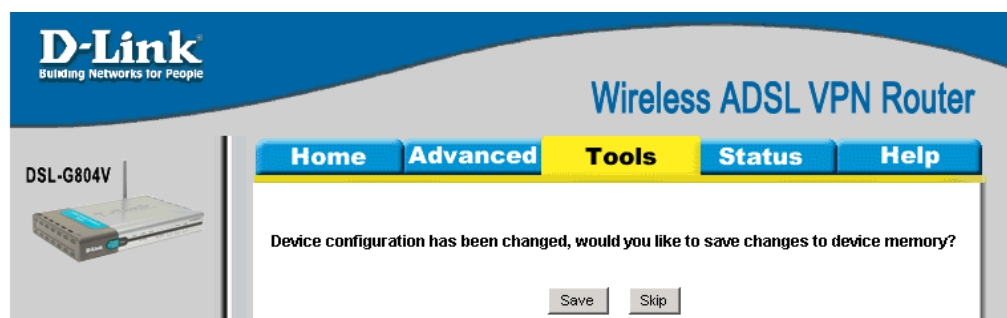 D-Link
Building Networks for People
Wireless ADSL VPN Router
DSL-G804V
Home Advanced Tools Status Help
Device configuration has been changed, would you like to save changes to device memory?
Save Skip